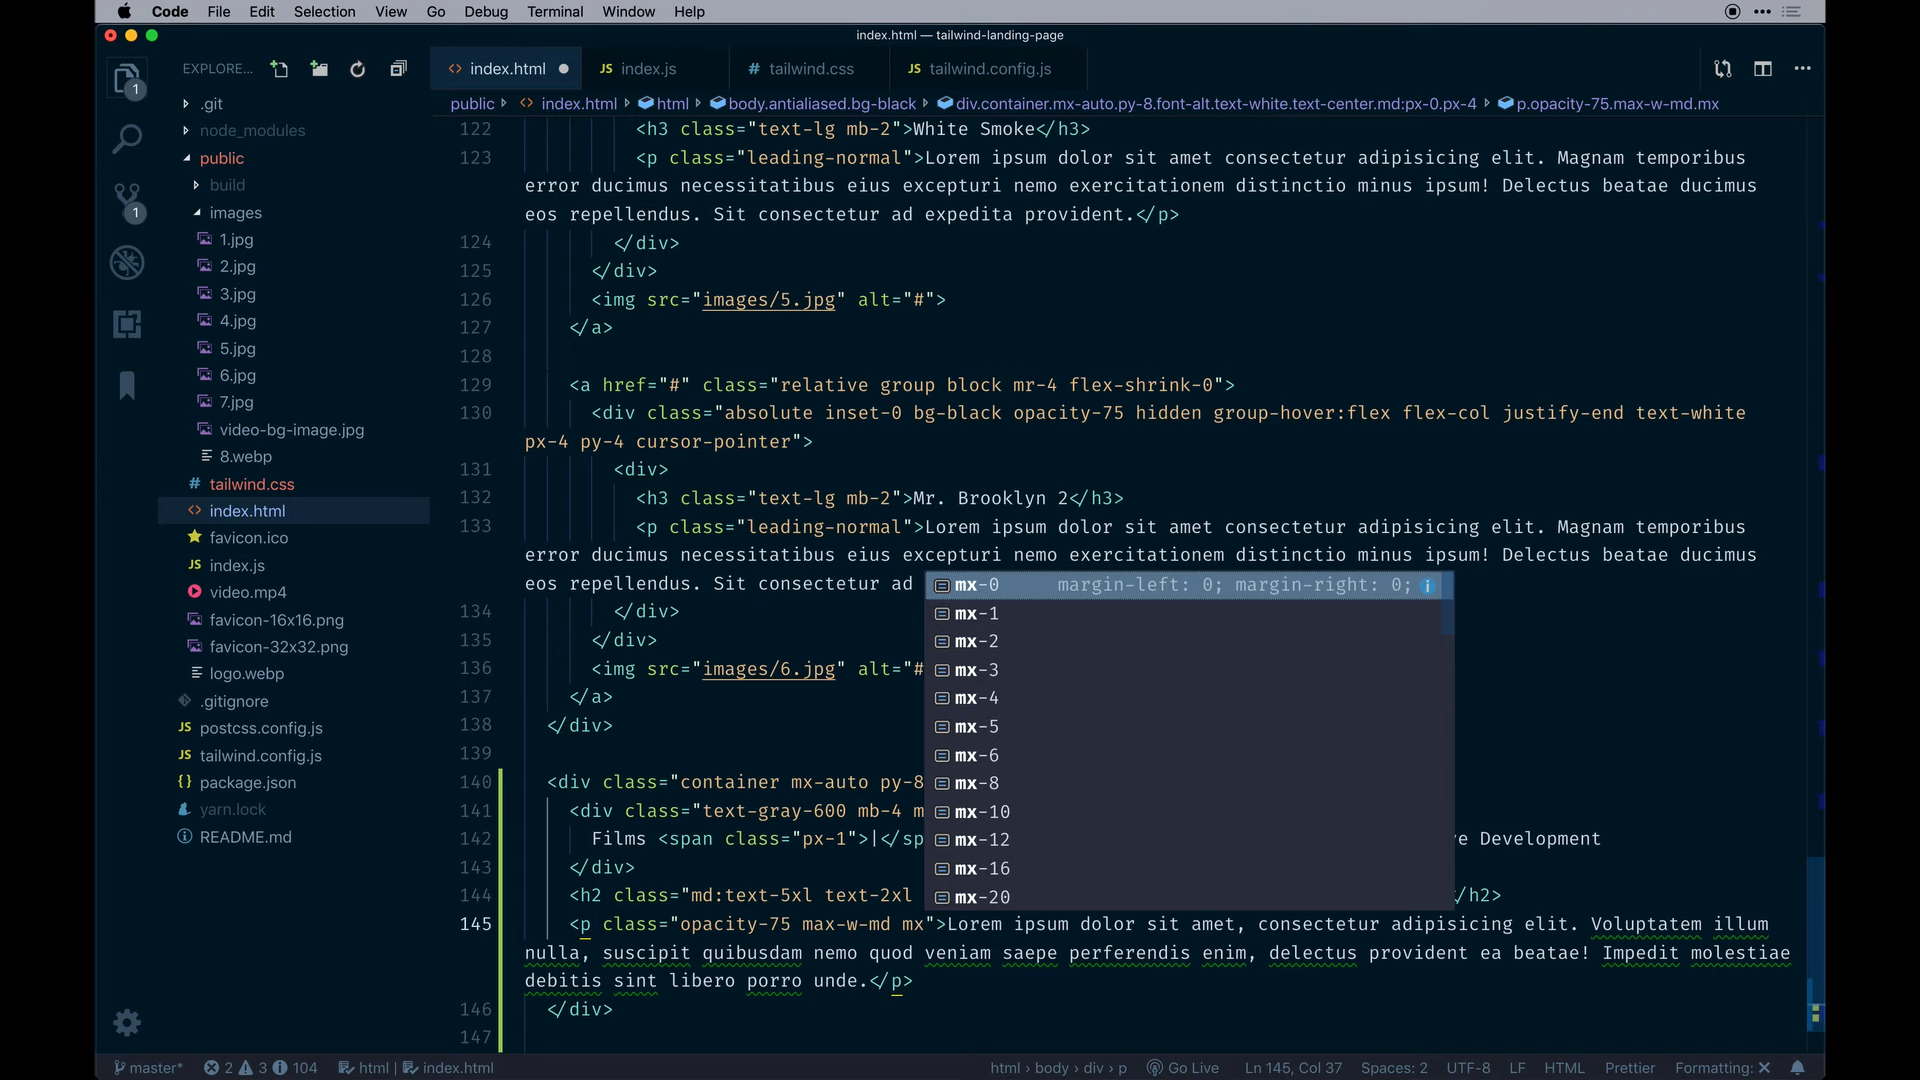 Code File Edit Selection View Go Debug Terminal Window Help
index.html — tailwind-landing-page
EXPLORE...
index.html
JS index.js
# tailwind.css
JS tailwind.config.js
public
index.html
html
body.antialiased.bg-black
div.container.mx-auto.py-8.font-alt.text-white.text-center.md:px-0.px-4
p.opacity-75.max-w-md.mx
1
1
.git
node_modules
public
build
images
1.jpg
2.jpg
3.jpg
4.jpg
5.jpg
6.jpg
7.jpg
video-bg-image.jpg
8.webp
# tailwind.css
<> index.html
favicon.ico
JS index.js
video.mp4
favicon-16x16.png
favicon-32x32.png
logo.webp
.gitignore
JS postcss.config.js
JS tailwind.config.js
{} package.json
yarn.lock
README.md
122 <h3 class="text-lg mb-2">White Smoke</h3>
123 <p class="leading-normal">Lorem ipsum dolor sit amet consectetur adipisicing elit. Magnam temporibus
error ducimus necessitatibus eius excepturi nemo exercitationem distinctio minus ipsum! Delectus beatae ducimus
eos repellendus. Sit consectetur ad expedita provident.</p>
124 </div>
125 </div>
126 <img src="images/5.jpg" alt="#">
127 </a>
128
129 <a href="#" class="relative group block mr-4 flex-shrink-0">
130 <div class="absolute inset-0 bg-black opacity-75 hidden group-hover:flex flex-col justify-end text-white
px-4 py-4 cursor-pointer">
131 <div>
132 <h3 class="text-lg mb-2">Mr. Brooklyn 2</h3>
133 <p class="leading-normal">Lorem ipsum dolor sit amet consectetur adipisicing elit. Magnam temporibus
error ducimus necessitatibus eius excepturi nemo exercitationem distinctio minus ipsum! Delectus beatae ducimus
eos repellendus. Sit consectetur ad
134 </div>
135 </div>
136 <img src="images/6.jpg" alt="#
137 </a>
138 </div>
139
140 <div class="container mx-auto py-8
141 <div class="text-gray-600 mb-4 m
142 Films <span class="px-1">|</sp e Development
143 </div>
144 <h2 class="md:text-5xl text-2xl /h2>
145 <p class="opacity-75 max-w-md mx">Lorem ipsum dolor sit amet, consectetur adipisicing elit. Voluptatem illum
nulla, suscipit quibusdam nemo quod veniam saepe perferendis enim, delectus provident ea beatae! Impedit molestiae
debitis sint libero porro unde.</p>
146 </div>
147
mx-0 margin-left: 0; margin-right: 0;
mx-1
mx-2
mx-3
mx-4
mx-5
mx-6
mx-8
mx-10
mx-12
mx-16
mx-20
master* 2 3 104 html index.html html › body › div › p Go Live Ln 145, Col 37 Spaces: 2 UTF-8 LF HTML Prettier Formatting: ✕